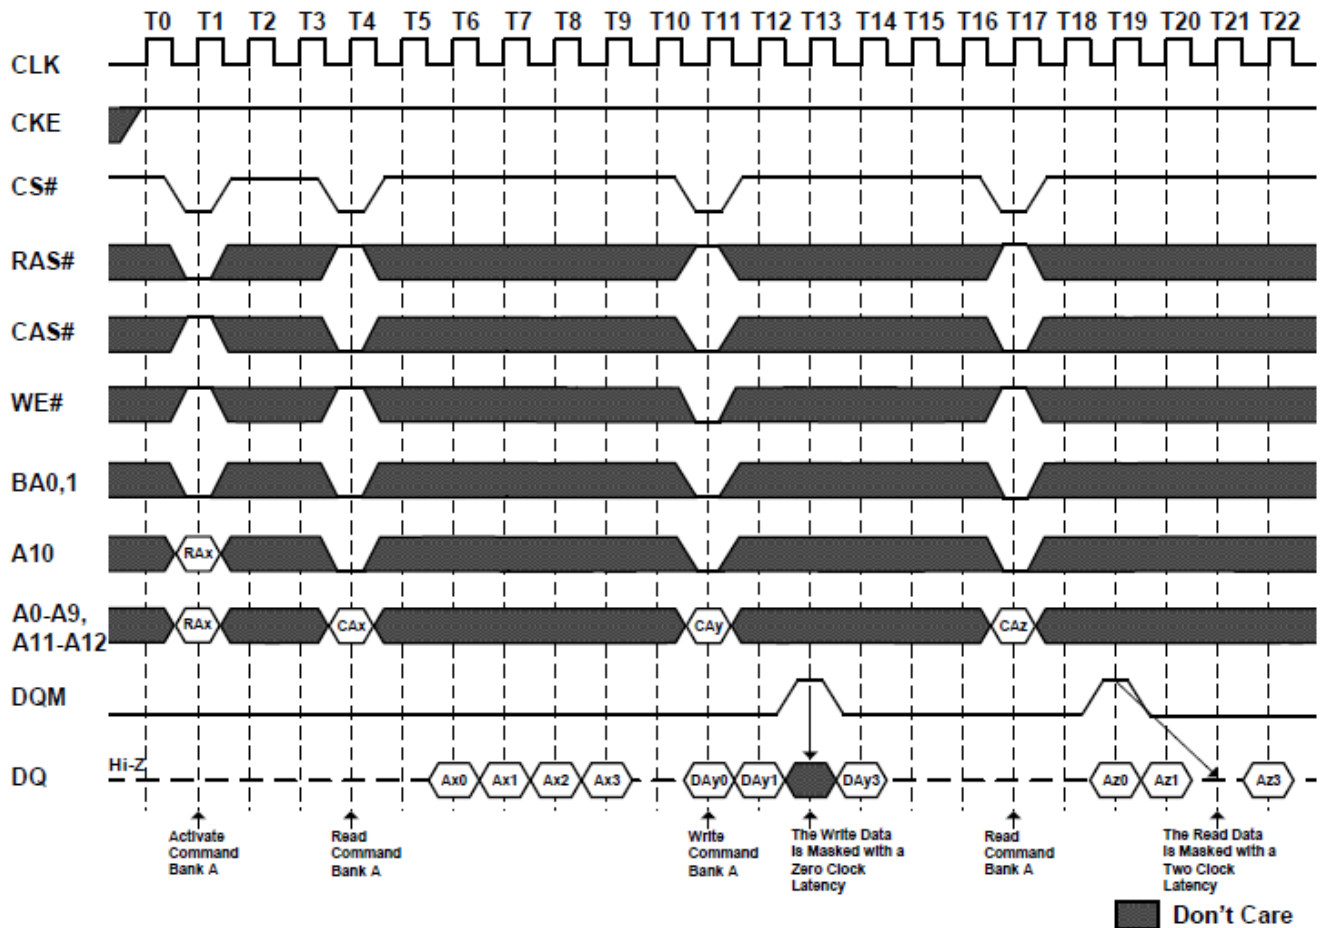 T0 T1 T2 T3 T4 T5 T6 T7 T8 T9 T10 T11 T12 T13 T14 T15 T16 T17 T18 T19 T20 T21 T22
CLK
CKE
CS#
RAS#
CAS#
WE#
BA0,1
A10 RAx
A0-A9,
A11-A12
RAx CAx CAy CAz
DQM
DQ Hi-Z Ax0 Ax1 Ax2 Ax3 DAy0 DAy1 DAy3 Az0 Az1 Az3
Activate
Command
Bank A
Read
Command
Bank A
Write
Command
Bank A
The Write Data
Is Masked with a
Zero Clock
Latency
Read
Command
Bank A
The Read Data
Is Masked with a
Two Clock
Latency
Don't Care